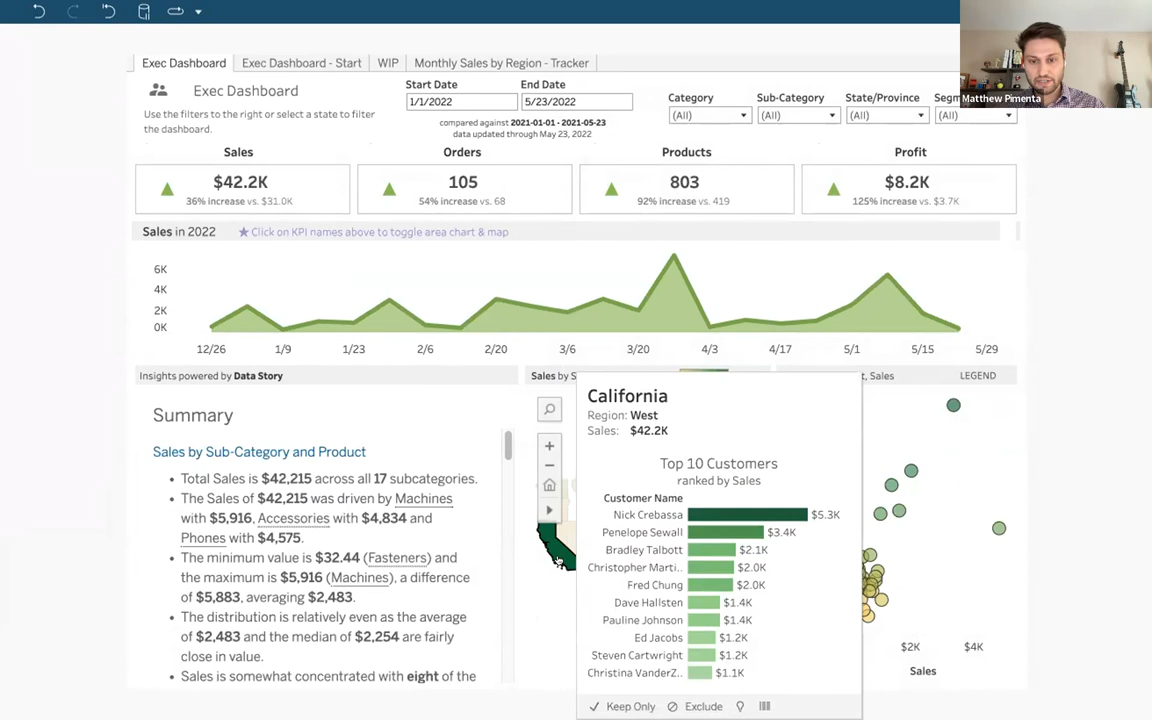 Matthew Pimenta
Exec Dashboard
Exec Dashboard - Start
WIP
Monthly Sales by Region - Tracker
Exec Dashboard
Use the filters to the right or select a state to filter
the dashboard.
Start Date
End Date
1/1/2022
5/23/2022
compared against 2021-01-01 - 2021-05-23
data updated through May 23, 2022
Category
Sub-Category
State/Province
Segm
(All)
(All)
(All)
(All)
Sales
Orders
Products
Profit
$42.2K
36% increase vs. $31.0K
105
54% increase vs. 68
803
92% increase vs. 419
$8.2K
125% increase vs. $3.7K
Sales in 2022
★ Click on KPI names above to toggle area chart & map
6K
4K
2K
0K
12/26
1/9
1/23
2/6
2/20
3/6
3/20
4/3
4/17
5/1
5/15
5/29
Insights powered by Data Story
Sales by S
t, Sales
LEGEND
Summary
Sales by Sub-Category and Product
• Total Sales is $42,215 across all 17 subcategories.
• The Sales of $42,215 was driven by Machines
with $5,916, Accessories with $4,834 and
Phones with $4,575.
• The minimum value is $32.44 (Fasteners) and
the maximum is $5,916 (Machines), a difference
of $5,883, averaging $2,483.
• The distribution is relatively even as the average
of $2,483 and the median of $2,254 are fairly
close in value.
• Sales is somewhat concentrated with eight of the
California
Region: West
Sales: $42.2K
Top 10 Customers
ranked by Sales
Customer Name
Nick Crebassa $5.3K
Penelope Sewall $3.4K
Bradley Talbott $2.1K
Christopher Marti.. $2.0K
Fred Chung $2.0K
Dave Hallsten $1.4K
Pauline Johnson $1.4K
Ed Jacobs $1.2K
Steven Cartwright $1.2K
Christina VanderZ.. $1.1K
Keep Only
Exclude
$2K
$4K
Sales